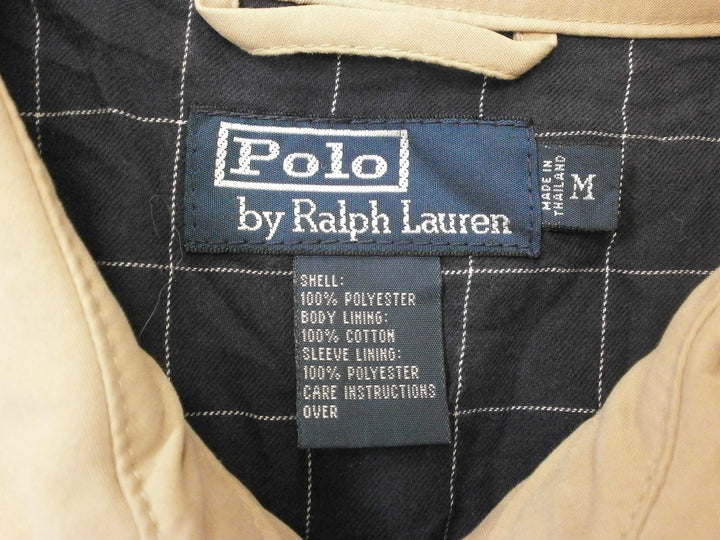 Polo
by Ralph Lauren
MADE IN
THAILAND
M
SHELL:
100% POLYESTER
BODY LINING:
100% COTTON
SLEEVE LINING:
100% POLYESTER
CARE INSTRUCTIONS
OVER